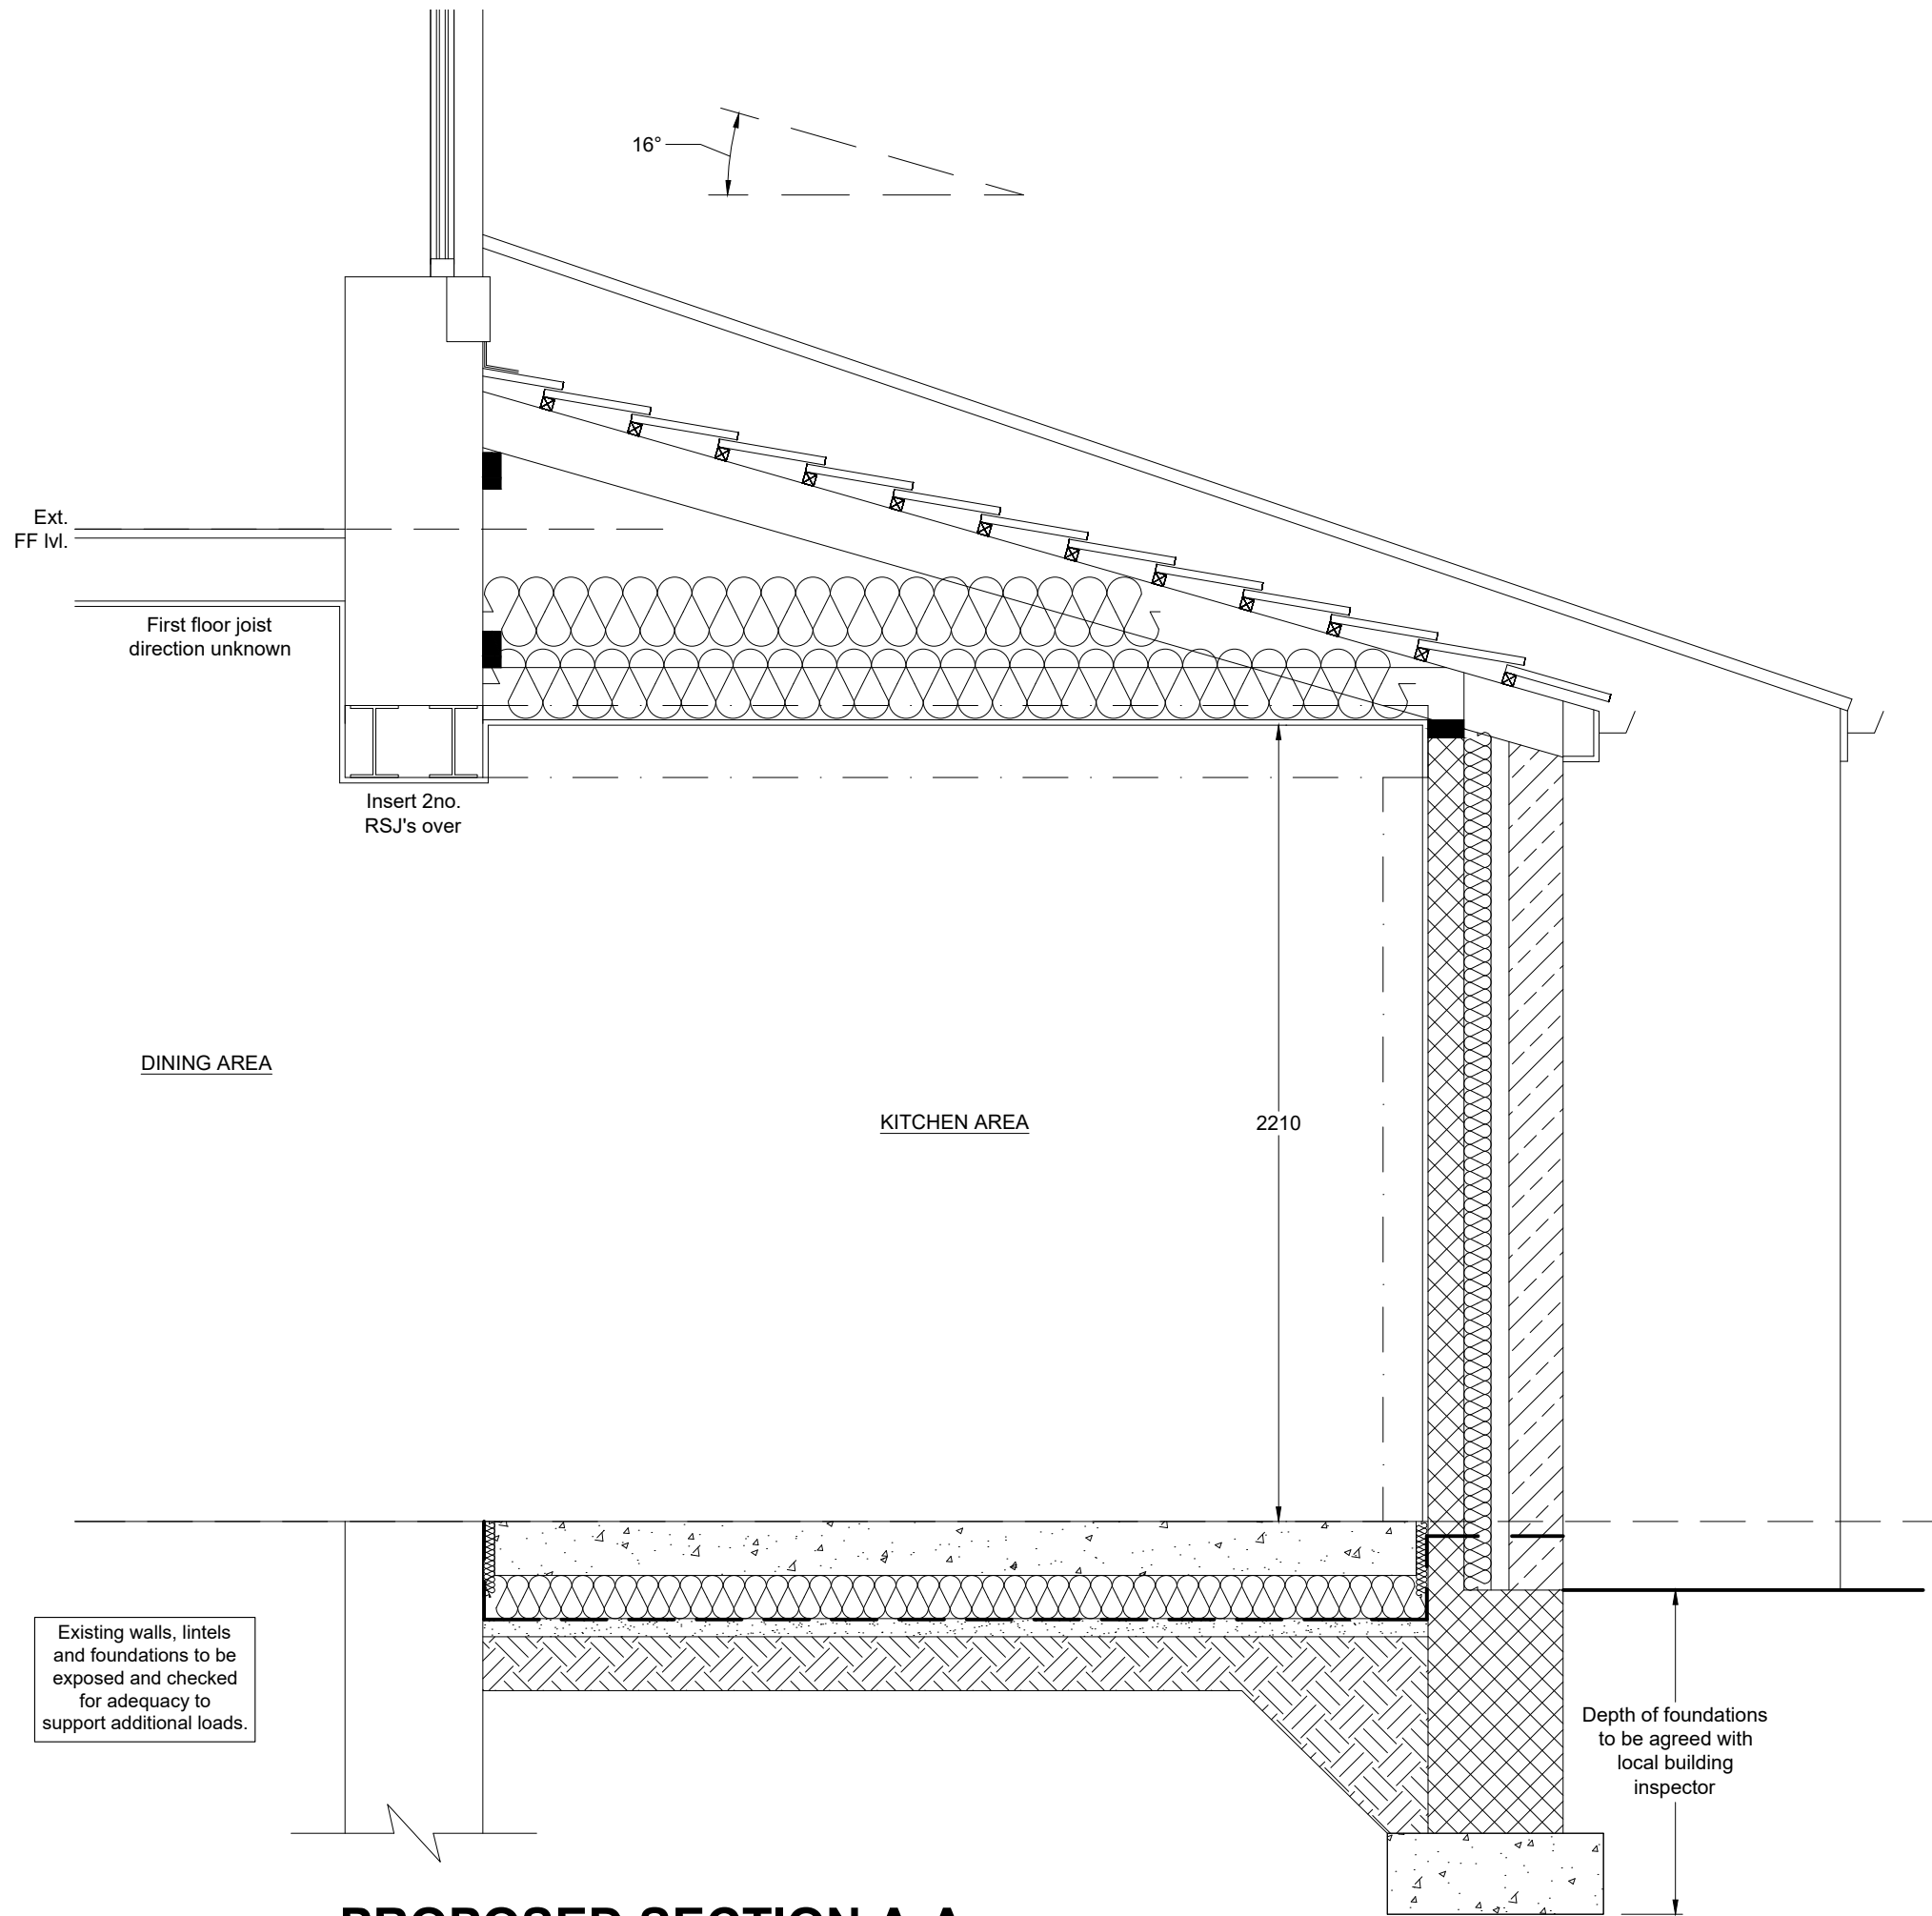 16°
Ext.
FF lvl.
First floor joist
direction unknown
Insert 2no.
RSJ's over
DINING AREA
KITCHEN AREA
2210
Existing walls, lintels
and foundations to be
exposed and checked
for adequacy to
support additional loads.
Depth of foundations
to be agreed with
local building
inspector
PROPOSED SECTION A-A